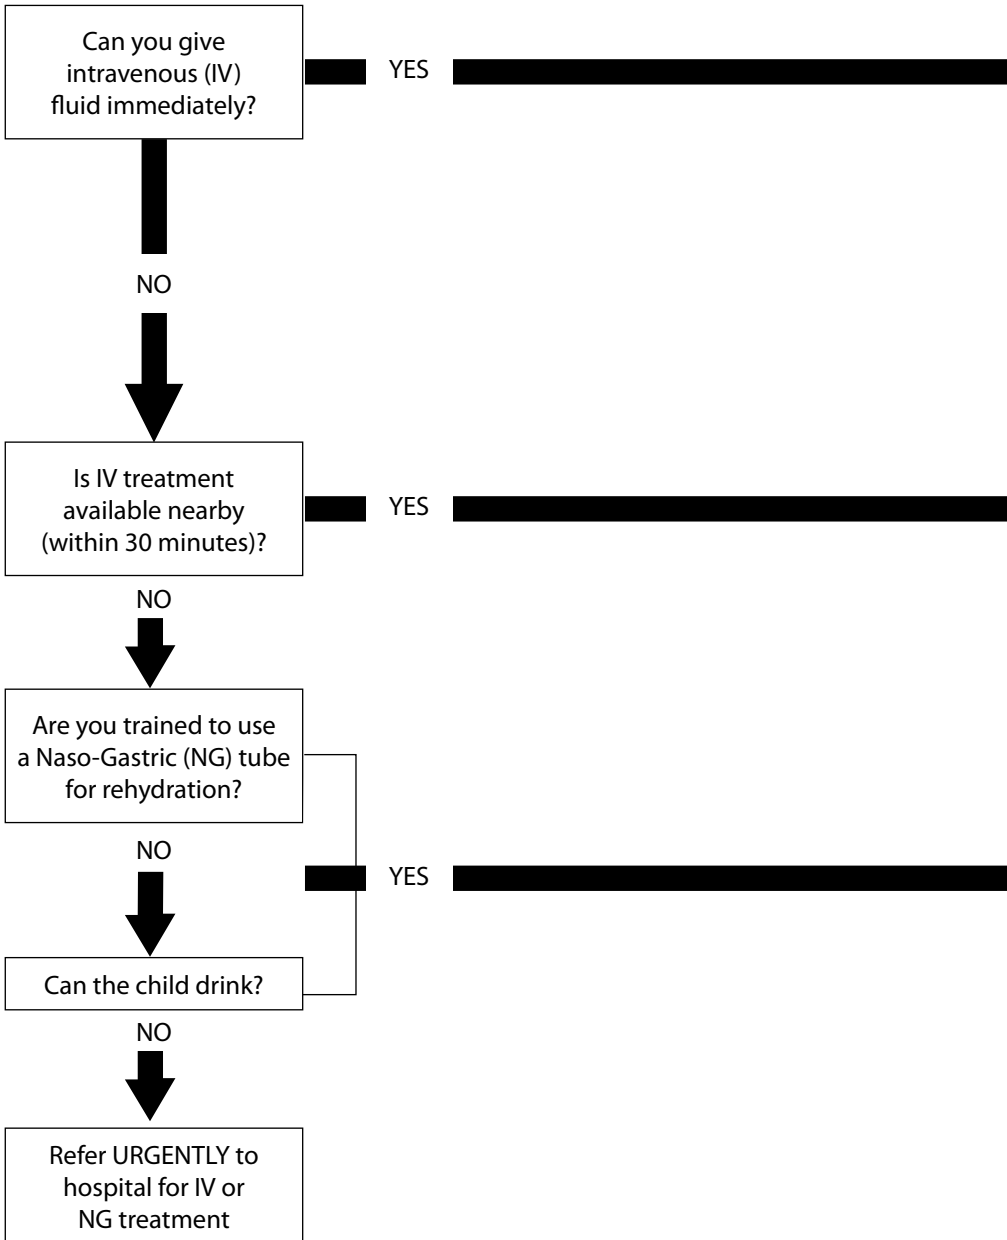 Can you give
intravenous (IV)
fluid immediately?
YES
NO
Is IV treatment
available nearby
(within 30 minutes)?
YES
NO
Are you trained to use
a Naso-Gastric (NG) tube
for rehydration?
NO
YES
Can the child drink?
NO
Refer URGENTLY to
hospital for IV or
NG treatment